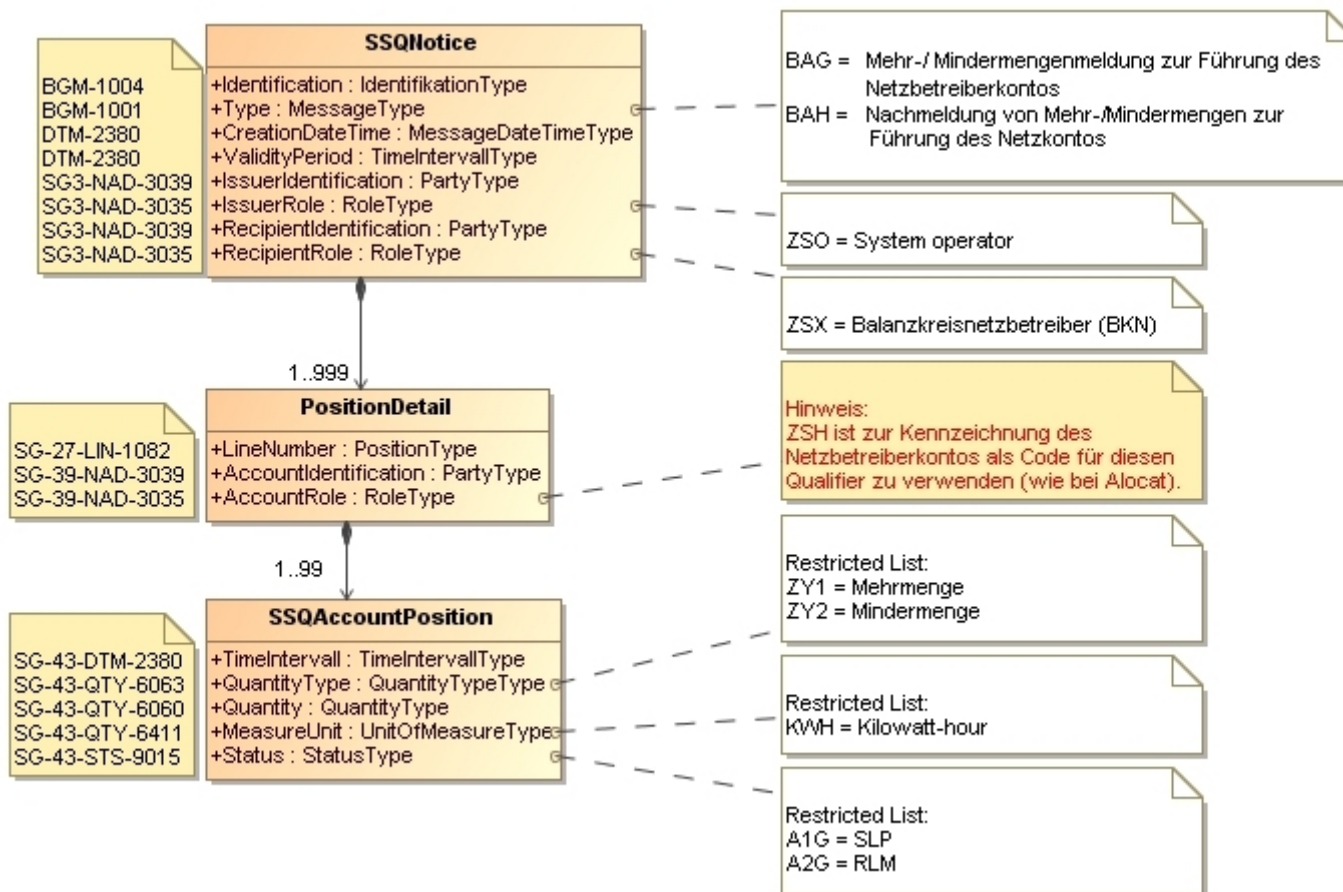 SSQNotice
BGM-1004
BGM-1001
DTM-2380
DTM-2380
SG3-NAD-3039
SG3-NAD-3035
SG3-NAD-3039
SG3-NAD-3035
+Identification : IdentifikationType
+Type : MessageType
+CreationDateTime : MessageDateTimeType
+ValidityPeriod : TimeIntervallType
+IssuerIdentification : PartyType
+IssuerRole : RoleType
+RecipientIdentification : PartyType
+RecipientRole : RoleType
BAG = Mehr-/ Mindermengenmeldung zur Führung des
Netzbetreiberkontos
BAH = Nachmeldung von Mehr-/Mindermengen zur
Führung des Netzkontos
ZSO = System operator
ZSX = Balanzkreisnetzbetreiber (BKN)
1..999
PositionDetail
SG-27-LIN-1082
SG-39-NAD-3039
SG-39-NAD-3035
+LineNumber : PositionType
+AccountIdentification : PartyType
+AccountRole : RoleType
Hinweis:
ZSH ist zur Kennzeichnung des
Netzbetreiberkontos als Code für diesen
Qualifier zu verwenden (wie bei Alocat).
1..99
SSQAccountPosition
SG-43-DTM-2380
SG-43-QTY-6063
SG-43-QTY-6060
SG-43-QTY-6411
SG-43-STS-9015
+TimeIntervall : TimeIntervallType
+QuantityType : QuantityTypeType
+Quantity : QuantityType
+MeasureUnit : UnitOfMeasureType
+Status : StatusType
Restricted List:
ZY1 = Mehrmenge
ZY2 = Mindermenge
Restricted List:
KWH = Kilowatt-hour
Restricted List:
A1G = SLP
A2G = RLM